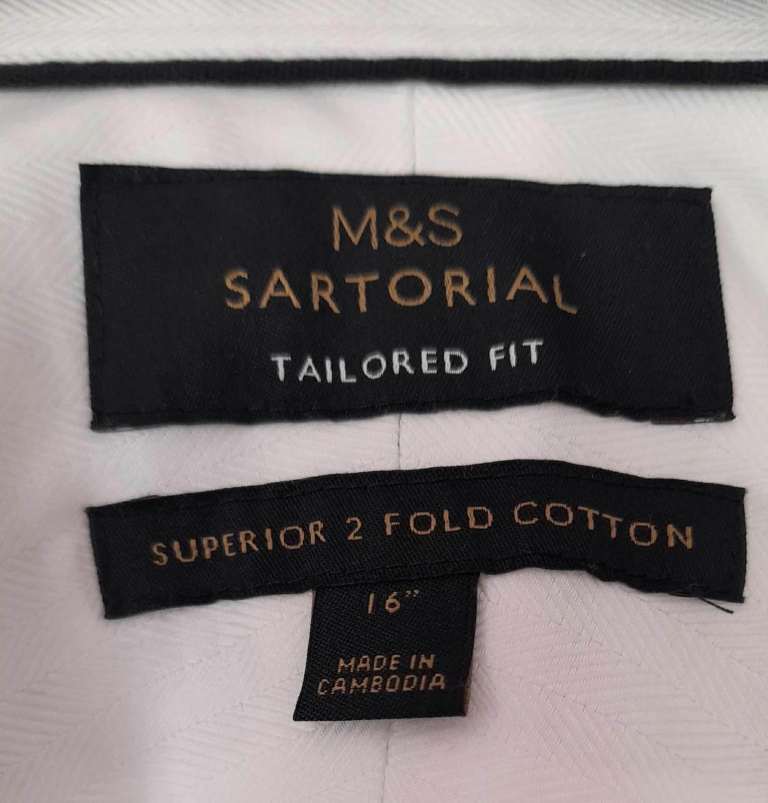 M&S
SARTORIAL
TAILORED FIT
SUPERIOR 2 FOLD COTTON
16"
MADE IN
CAMBODIA